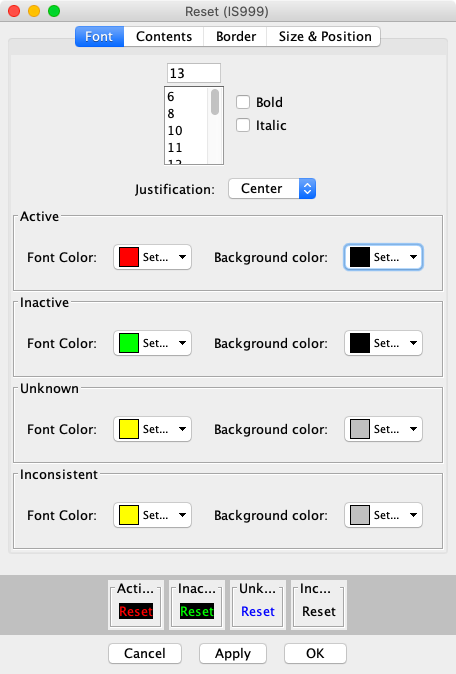 Reset (IS999)
Font Contents Border Size & Position
13
6
8
10
11
Bold
Italic
Justification: Center
Active
Font Color: Set... Background color: Set...
Inactive
Font Color: Set... Background color: Set...
Unknown
Font Color: Set... Background color: Set...
Inconsistent
Font Color: Set... Background color: Set...
Acti... Inac... Unk... Inc...
Reset Reset Reset Reset
Cancel Apply OK